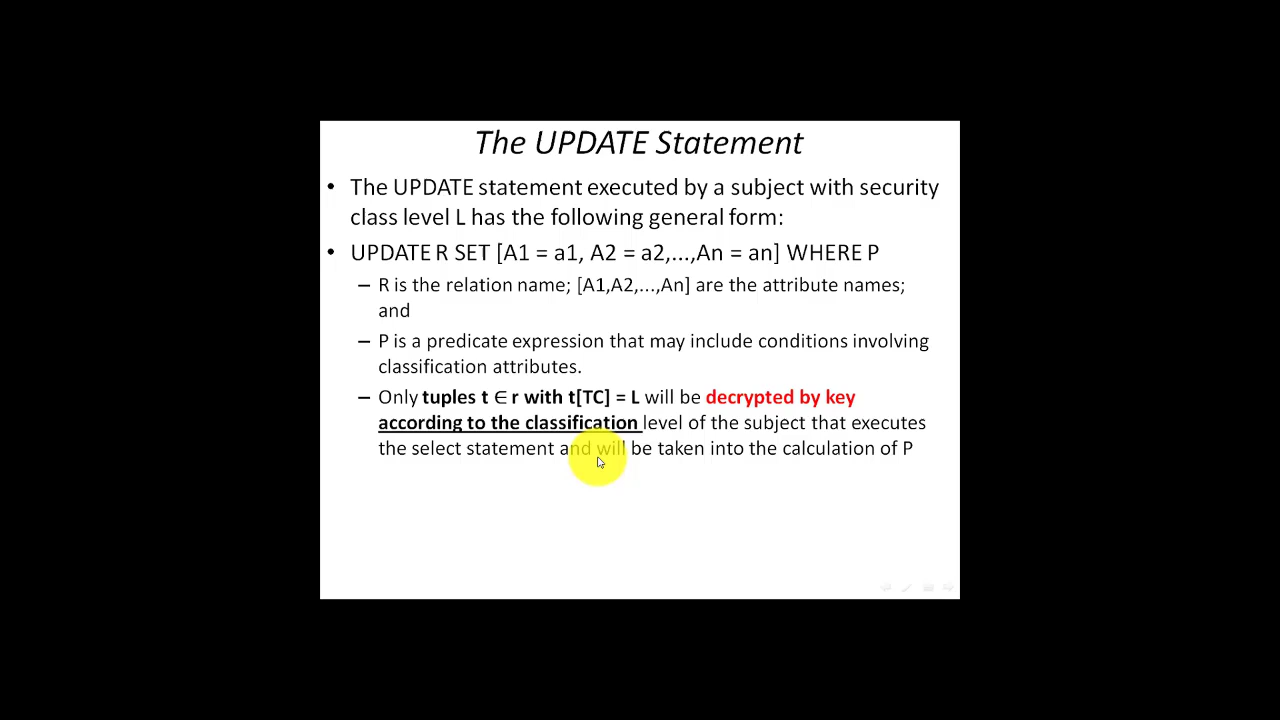 The UPDATE Statement
• The UPDATE statement executed by a subject with security
class level L has the following general form:
• UPDATE R SET [A1 = a1, A2 = a2,...,An = an] WHERE P
– R is the relation name; [A1,A2,...,An] are the attribute names;
and
– P is a predicate expression that may include conditions involving
classification attributes.
– Only tuples t ∈ r with t[TC] = L will be decrypted by key
according to the classification level of the subject that executes
the select statement and will be taken into the calculation of P